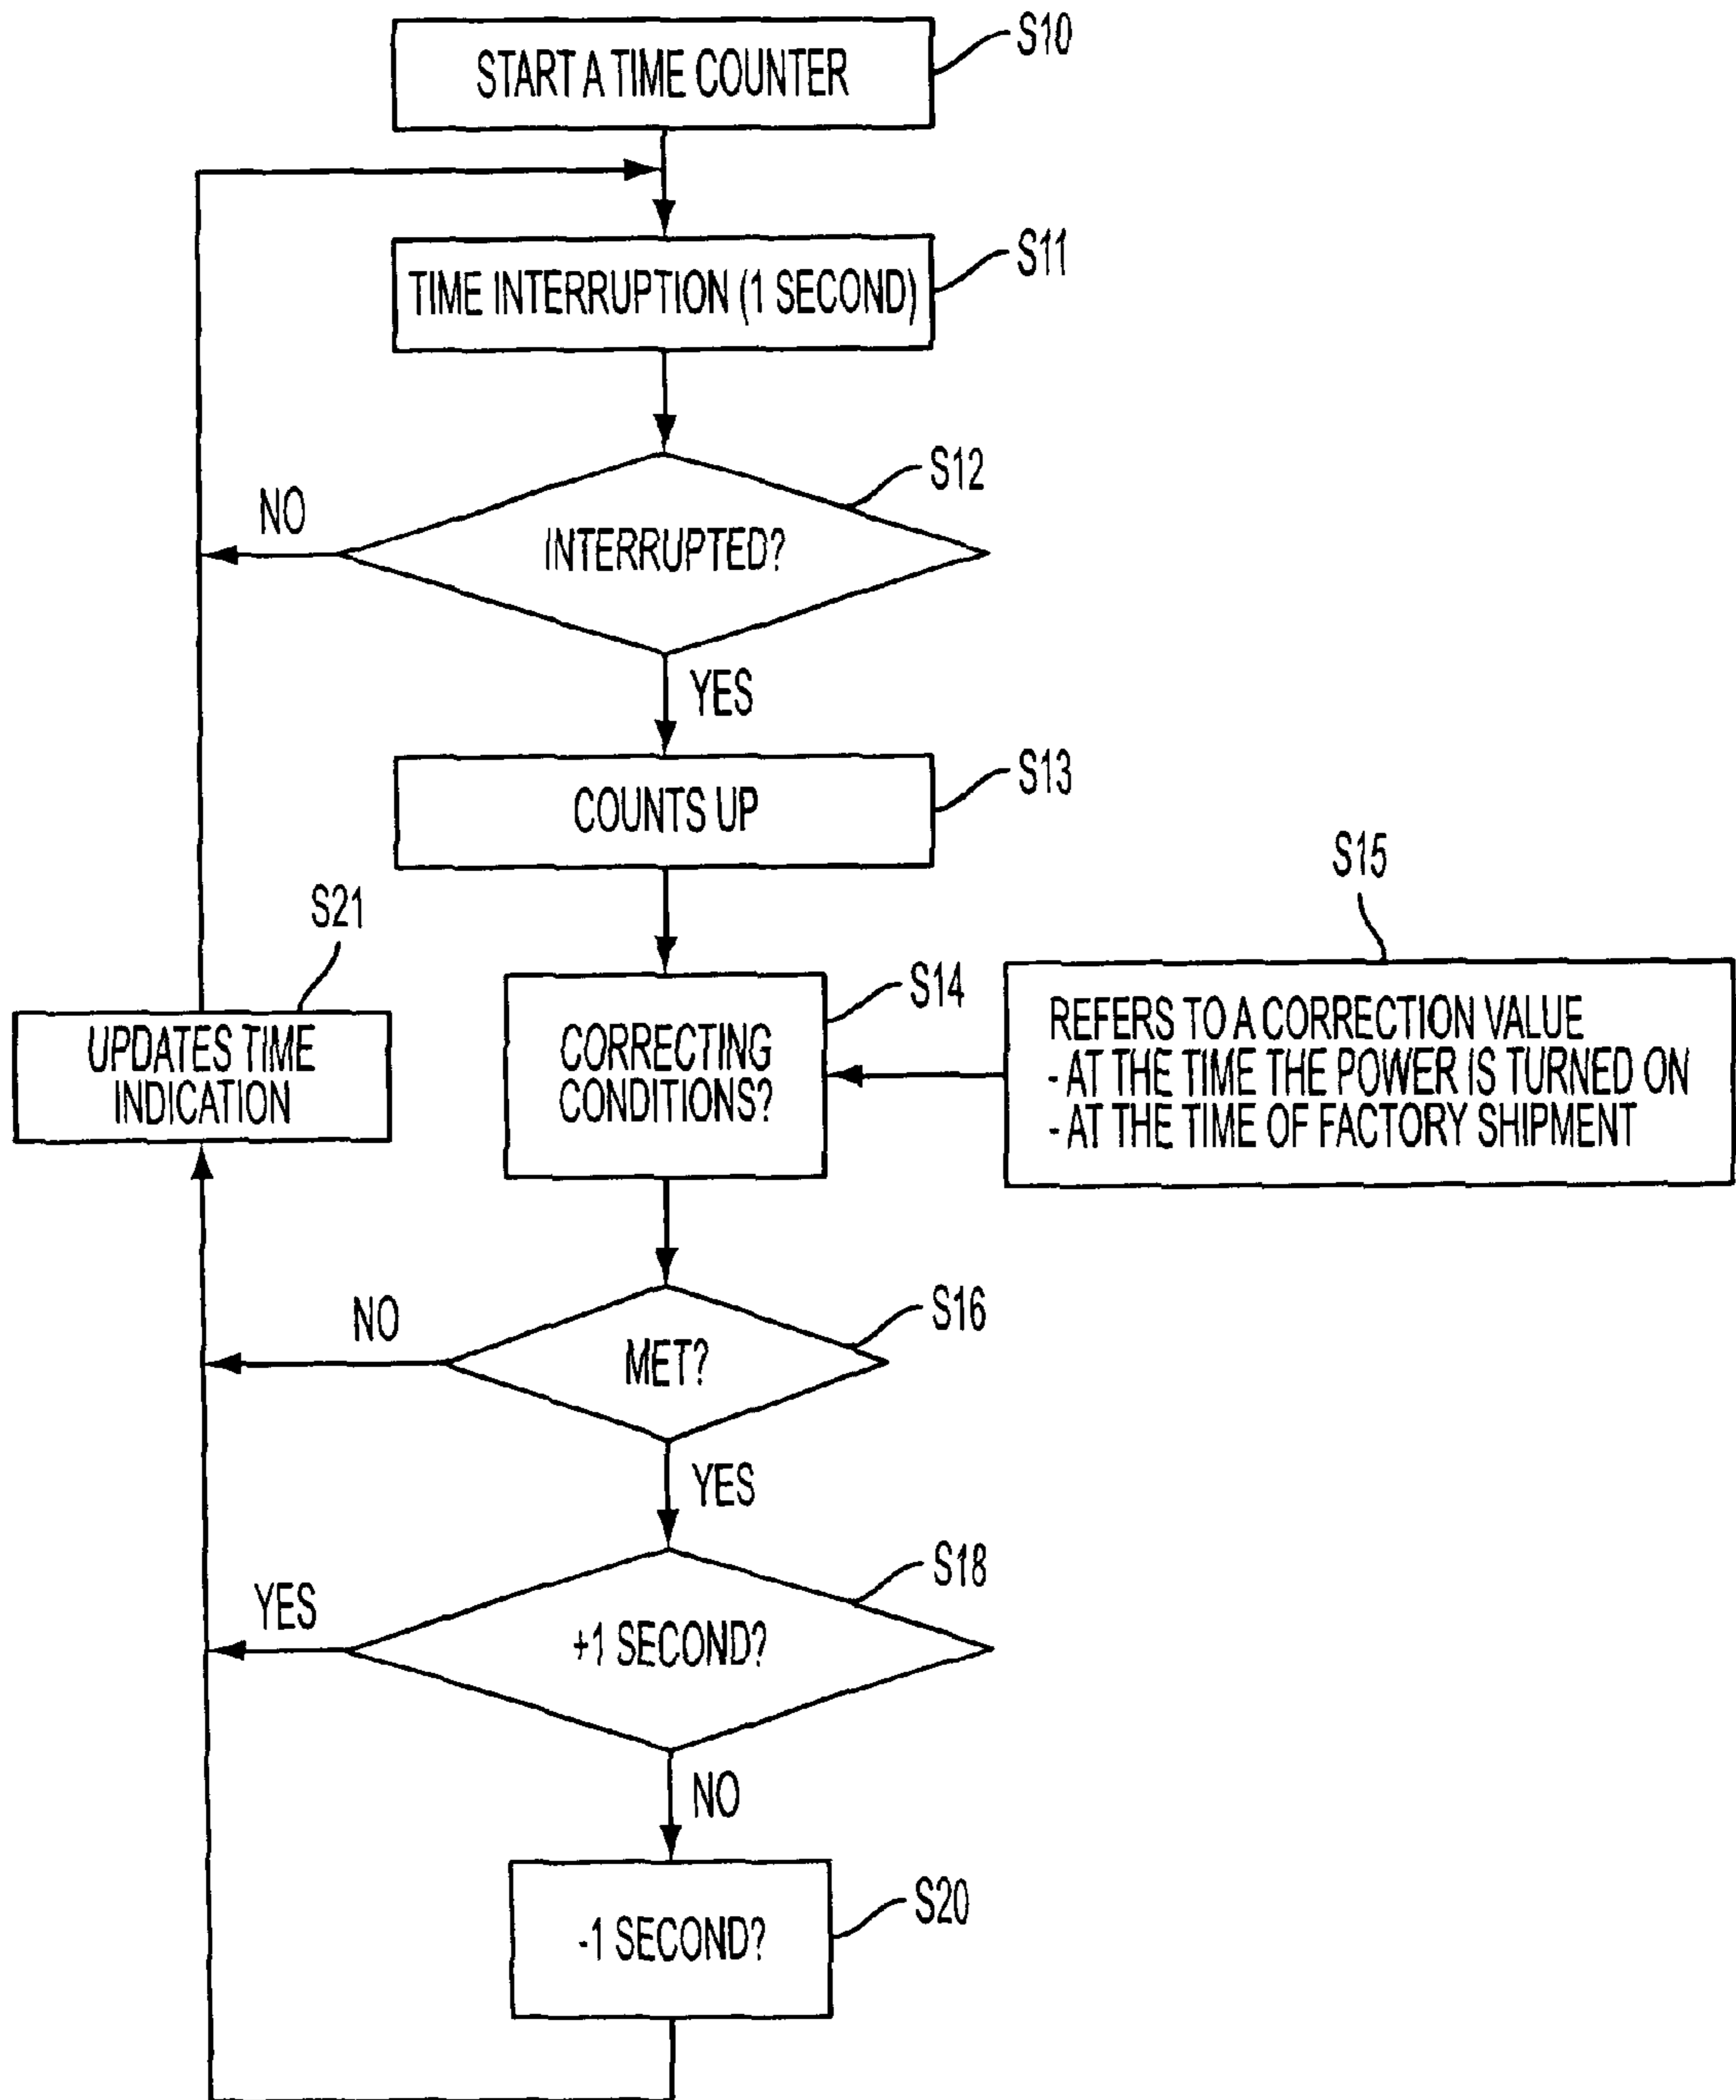 START A TIME COUNTER
S10
TIME INTERRUPTION (1 SECOND)
S11
S12
INTERRUPTED?
NO
YES
COUNTS UP
S13
S15
S21
S14
UPDATES TIME
INDICATION
CORRECTING
CONDITIONS?
REFERS TO A CORRECTION VALUE
- AT THE TIME THE POWER IS TURNED ON
- AT THE TIME OF FACTORY SHIPMENT
S16
NO
MET?
YES
S18
YES
+1 SECOND?
NO
S20
-1 SECOND?